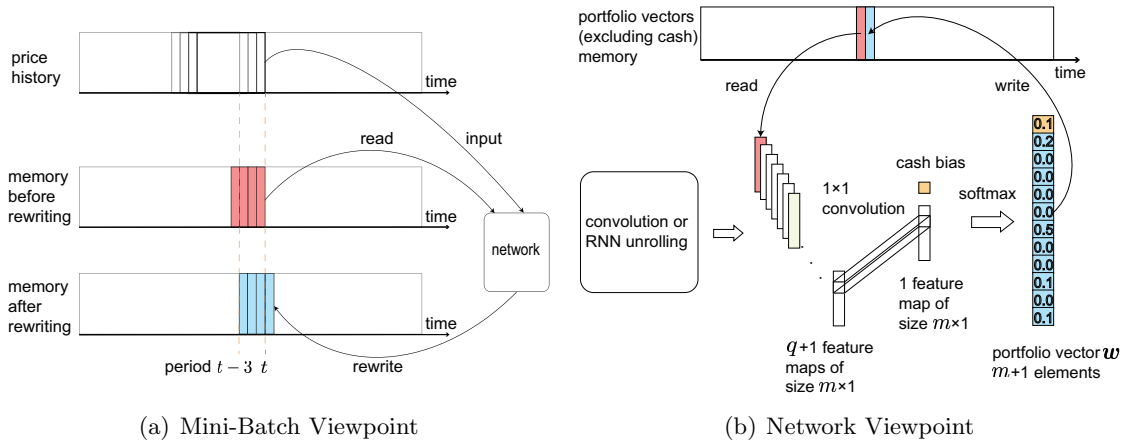 price
history
time
input
read
memory
before
rewriting
time
network
memory
after
rewriting
time
period t − 3 t
rewrite
(a) Mini-Batch Viewpoint
portfolio vectors
(excluding cash)
memory
time
read
write
convolution or
RNN unrolling
1×1
convolution
cash bias
softmax
0.1
0.2
0.0
0.0
0.0
0.0
0.5
0.0
0.0
0.1
0.0
0.1
q+1 feature
maps of
size m×1
1 feature
map of
size m×1
portfolio vector w
m+1 elements
(b) Network Viewpoint